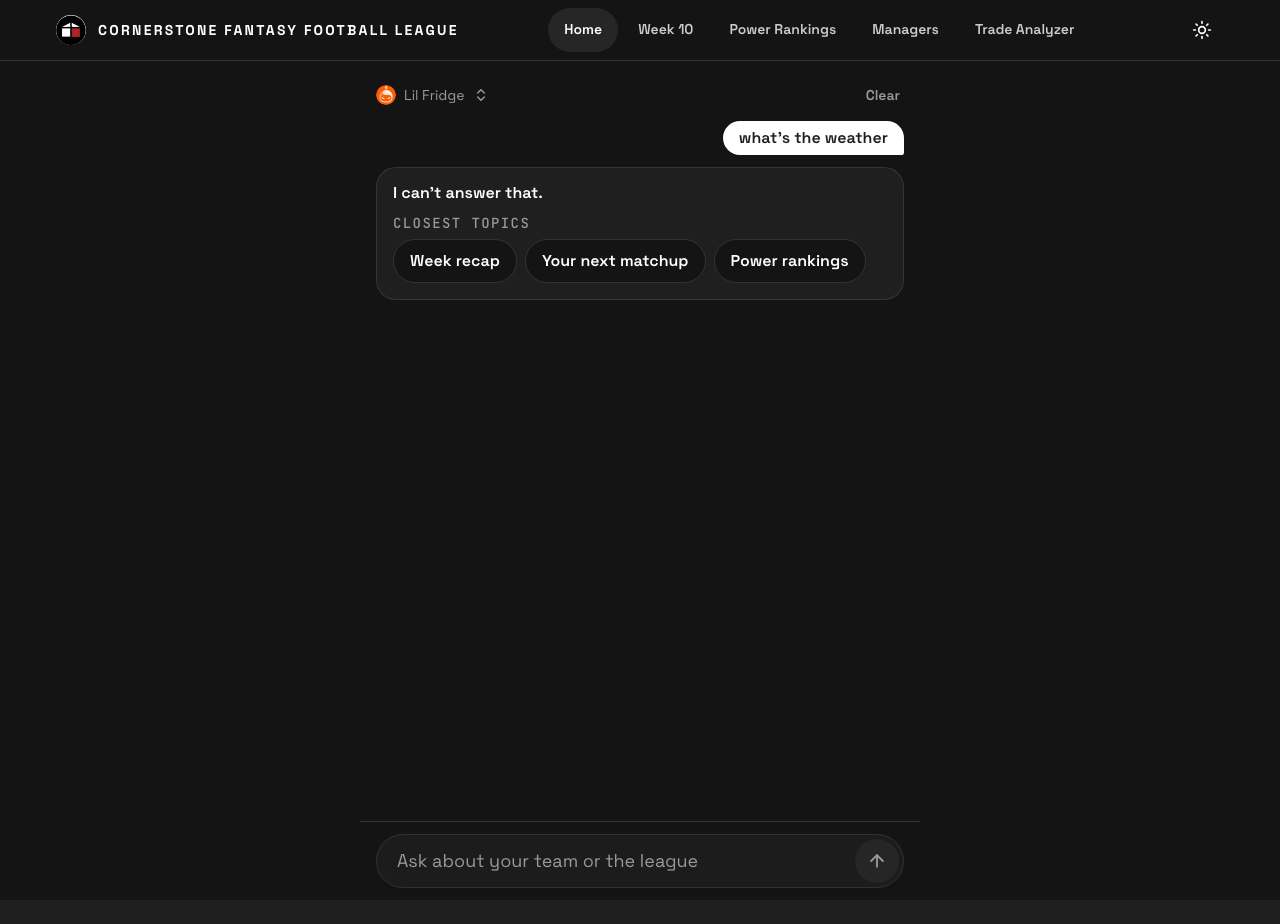 CORNERSTONE FANTASY FOOTBALL LEAGUE
Home
Week 10
Power Rankings
Managers
Trade Analyzer
Lil Fridge
Clear
what's the weather
I can't answer that.
CLOSEST TOPICS
Week recap
Your next matchup
Power rankings
Ask about your team or the league